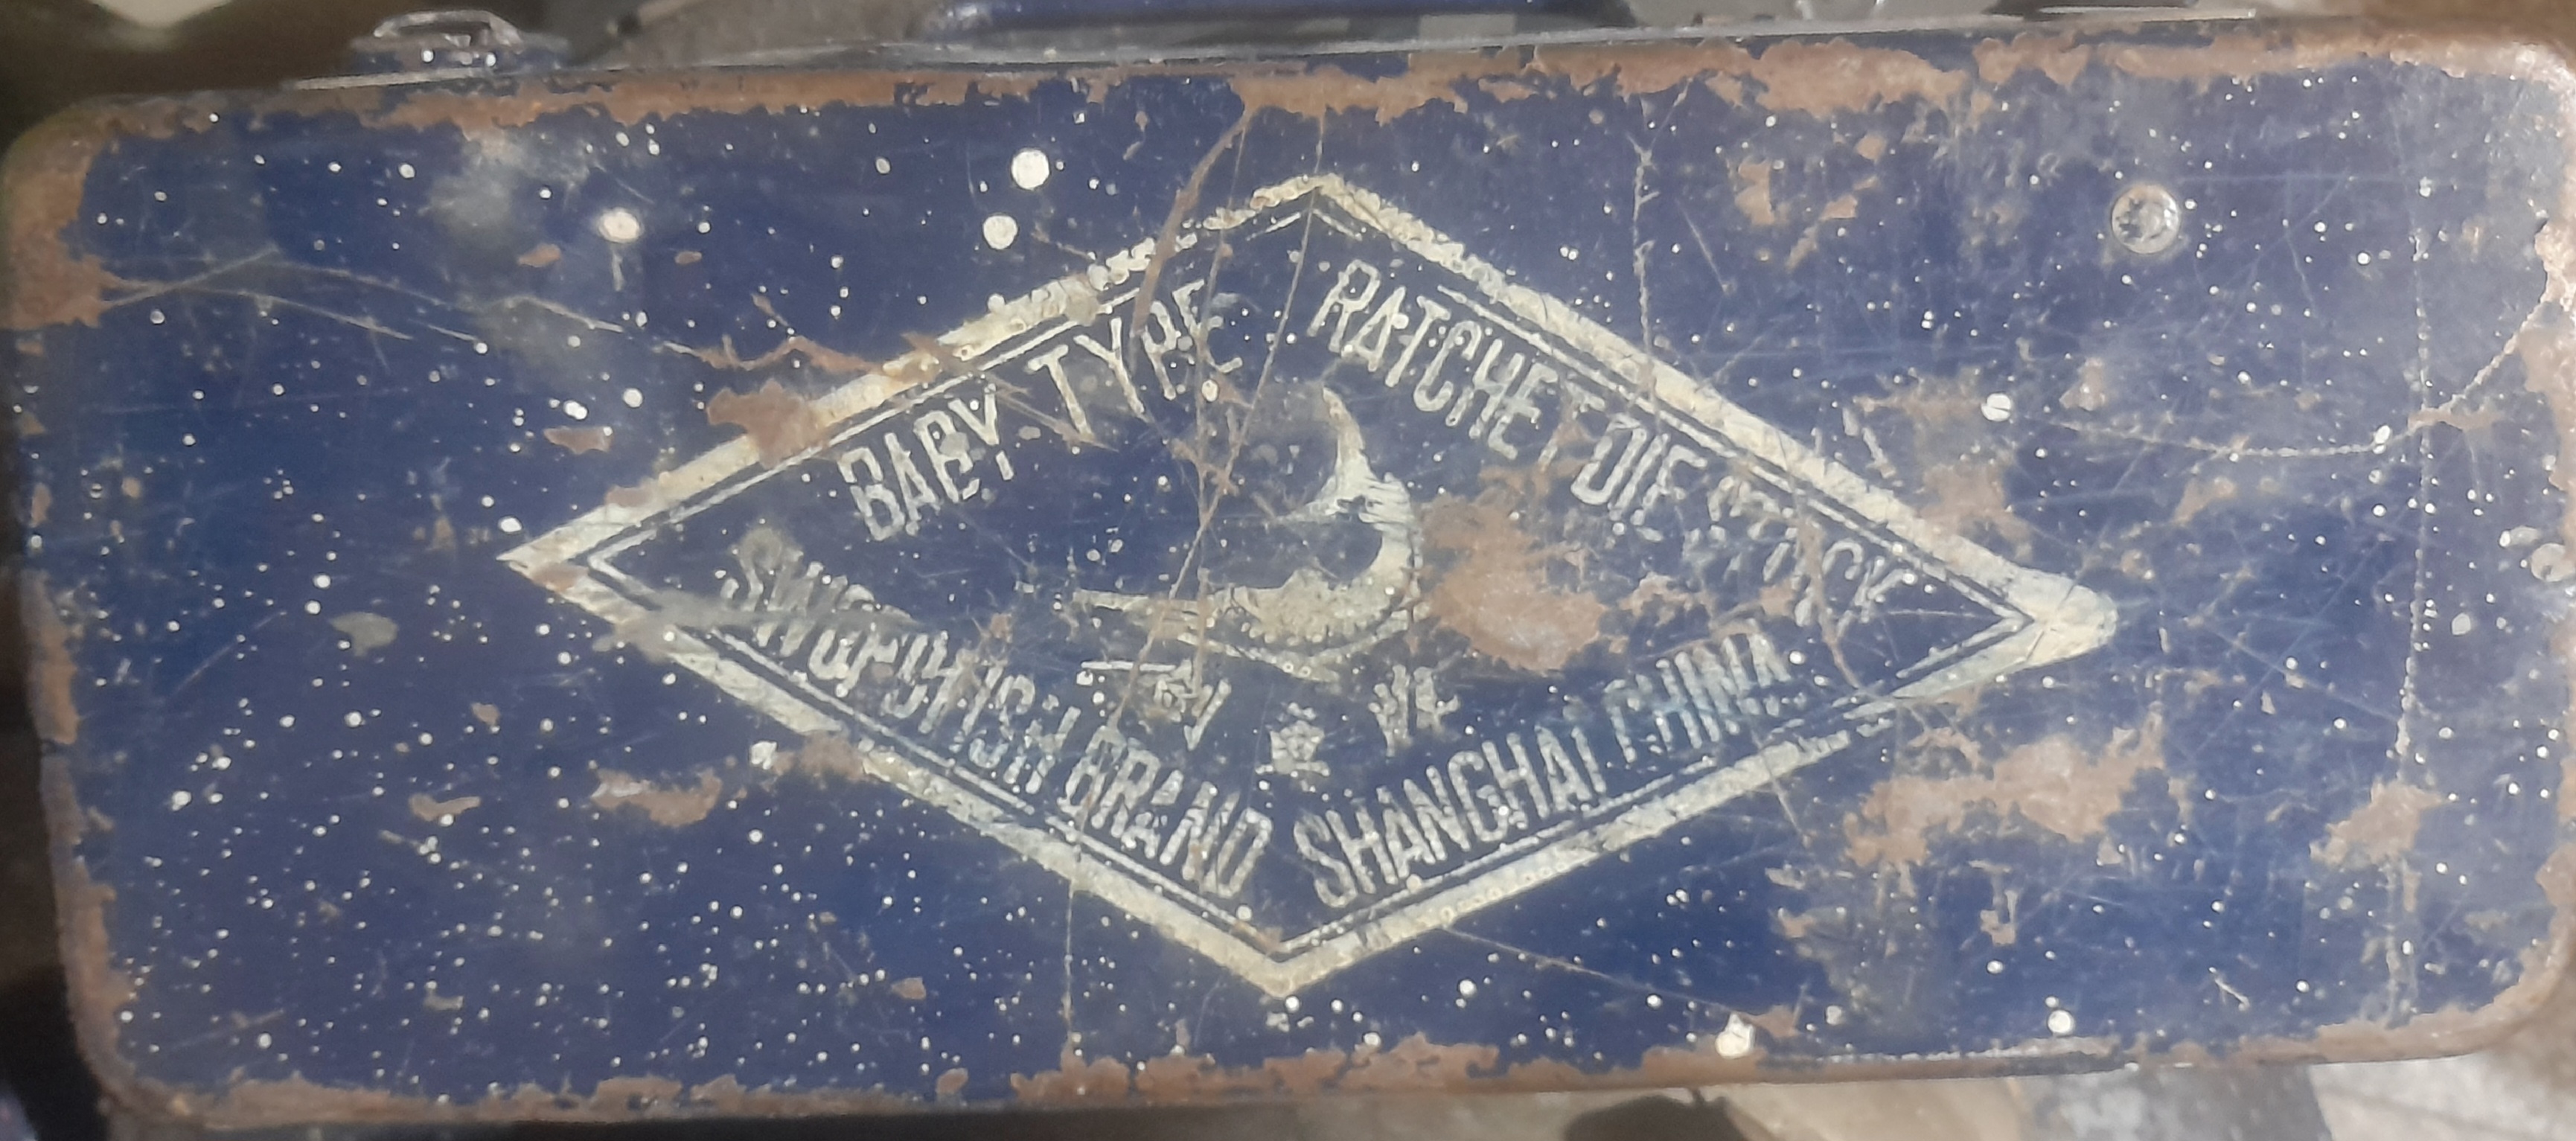 BABY TYPE
RATCHET DIE STOCK
SWORDFISH BRAND
SHANGHAI CHINA